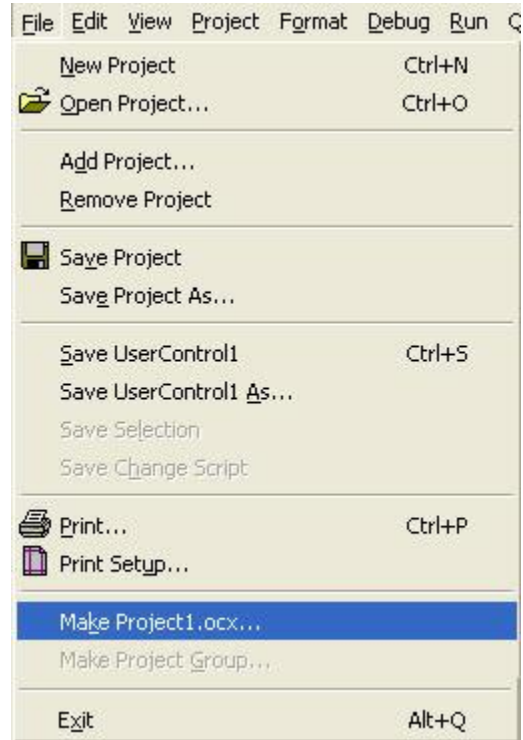 File Edit View Project Format Debug Run
New Project Ctrl+N
Open Project... Ctrl+O
Add Project...
Remove Project
Save Project
Save Project As...
Save UserControl1 Ctrl+S
Save UserControl1 As...
Save Selection
Save Change Script
Print... Ctrl+P
Print Setup...
Make Project1.ocx...
Make Project Group...
Exit Alt+Q